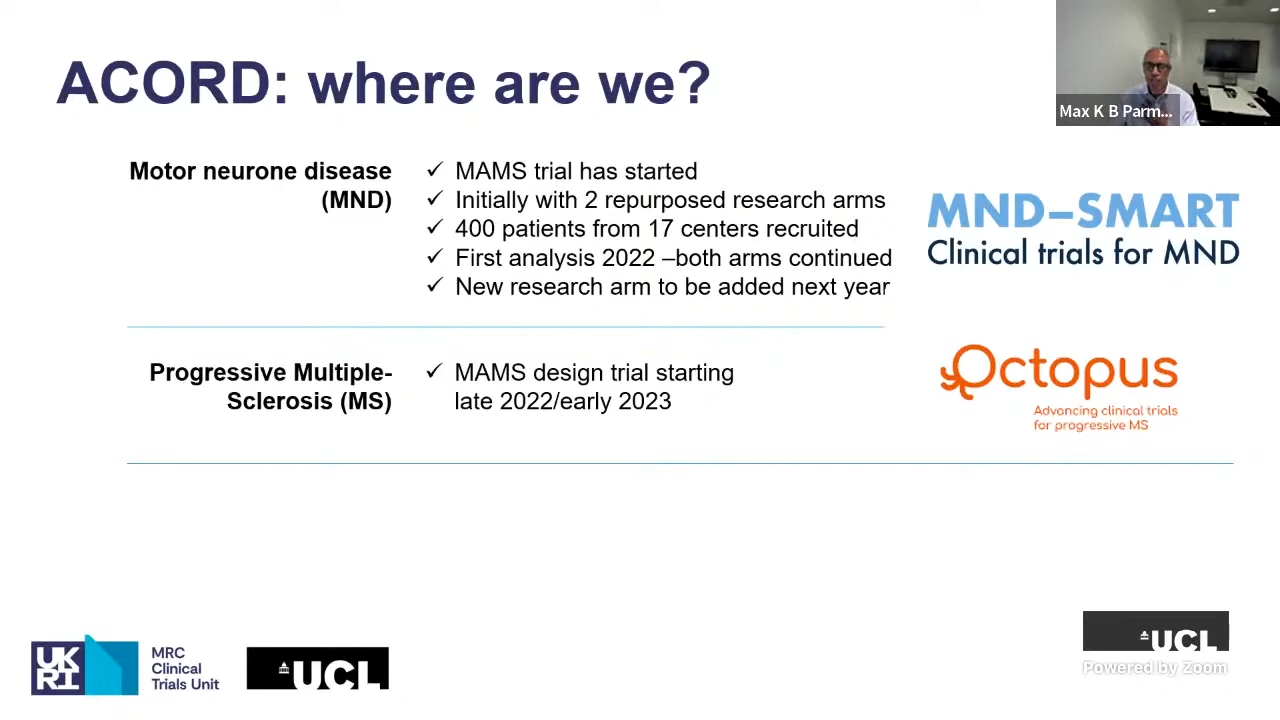 ACORD: where are we?
Max K B Parm...
Motor neurone disease
(MND)
✓ MAMS trial has started
✓ Initially with 2 repurposed research arms
✓ 400 patients from 17 centers recruited
✓ First analysis 2022 –both arms continued
✓ New research arm to be added next year
MND–SMART
Clinical trials for MND
Progressive Multiple-
Sclerosis (MS)
✓ MAMS design trial starting
late 2022/early 2023
Octopus
Advancing clinical trials
for progressive MS
UK
RI
MRC
Clinical
Trials Unit
UCL
UCL
Powered by Zoom